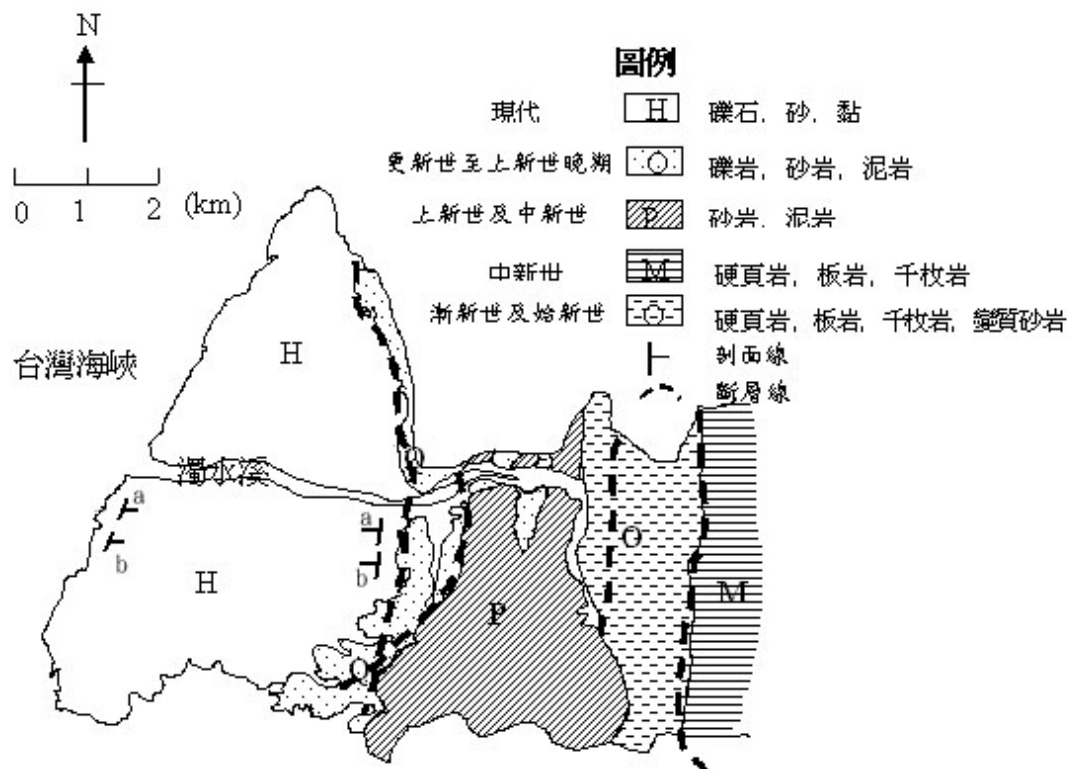 N
0 1 2 (km)
圖例
現代 H 礫石, 砂, 黏
更新世至上新世晚湖 O 礫岩, 砂岩, 泥岩
上新世及中新世 P 砂岩, 泥岩
中新世 M 硬頁岩, 板岩, 千枚岩
漸新世及始新世 O 硬頁岩, 板岩, 千枚岩, 變質砂岩
剖面線
斷層線
台灣海峽
H
O
濁水溪
a
b
a
b
H
O
P
O
M